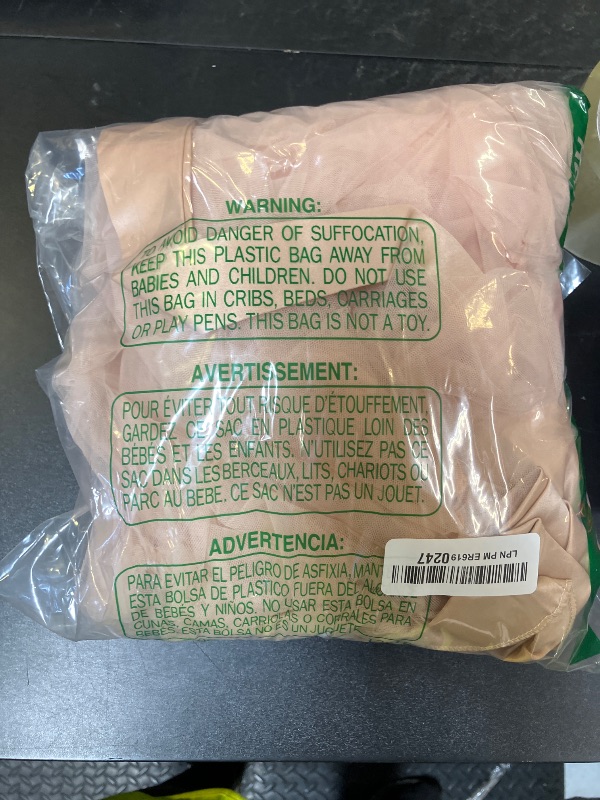 WARNING:
TO AVOID DANGER OF SUFFOCATION,
KEEP THIS PLASTIC BAG AWAY FROM
BABIES AND CHILDREN. DO NOT USE
THIS BAG IN CRIBS, BEDS, CARRIAGES
OR PLAY PENS. THIS BAG IS NOT A TOY.
AVERTISSEMENT:
POUR ÉVITER TOUT RISQUE D'ÉTOUFFEMENT,
GARDEZ CE SAC EN PLASTIQUE LOIN DES
BÉBÉS ET LES ENFANTS. N'UTILISEZ PAS CE
SAC DANS LES BERCEAUX, LITS, CHARIOTS OU
PARC AU BEBE. CE SAC N'EST PAS UN JOUET.
ADVERTENCIA:
PARA EVITAR EL PELIGRO DE ASFIXIA, MAN
ESTA BOLSA DE PLASTICO FUERA DEL
DE BEBÉS Y NIÑOS. NO USAR ESTA BOLSA EN
CUNAS, CAMAS, CARRIOLAS O CORRALES PARA
BEBES. ESTA BOLSA NO ES UN JUGUETE
LPN PM ER619 0247